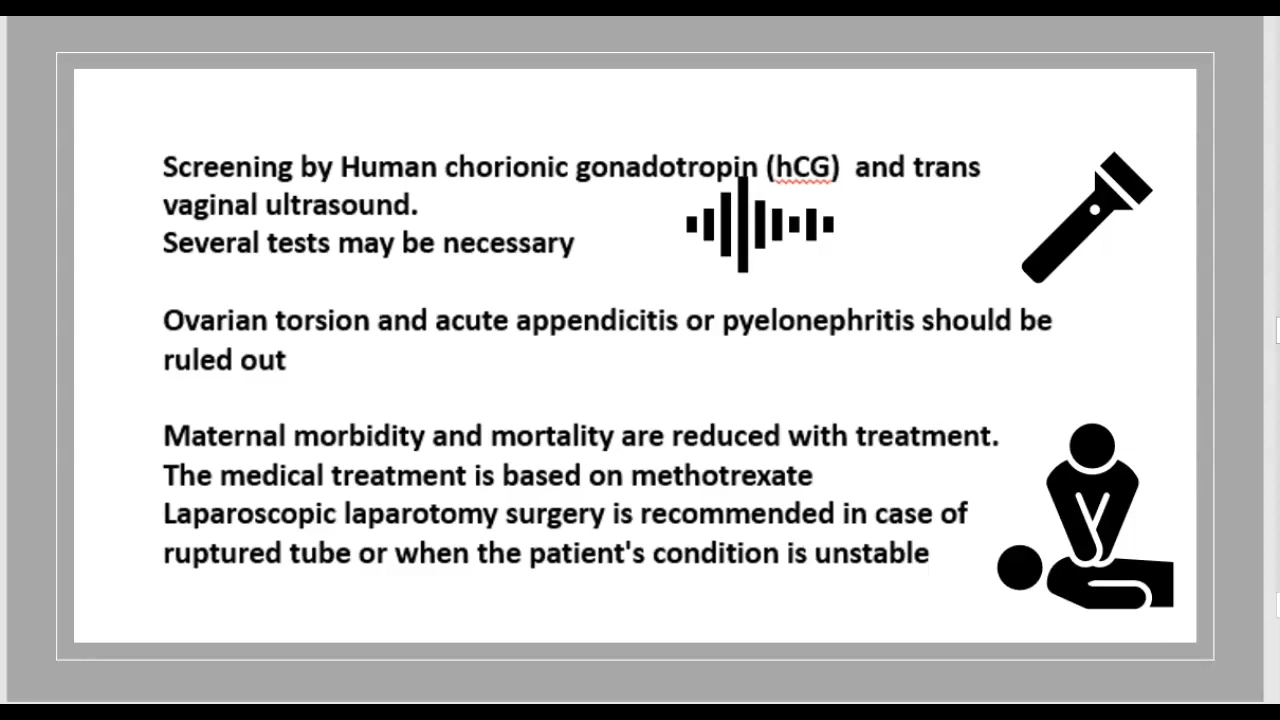 Screening by Human chorionic gonadotropin (hCG) and trans
vaginal ultrasound.
Several tests may be necessary
Ovarian torsion and acute appendicitis or pyelonephritis should be
ruled out
Maternal morbidity and mortality are reduced with treatment.
The medical treatment is based on methotrexate
Laparoscopic laparotomy surgery is recommended in case of
ruptured tube or when the patient's condition is unstable